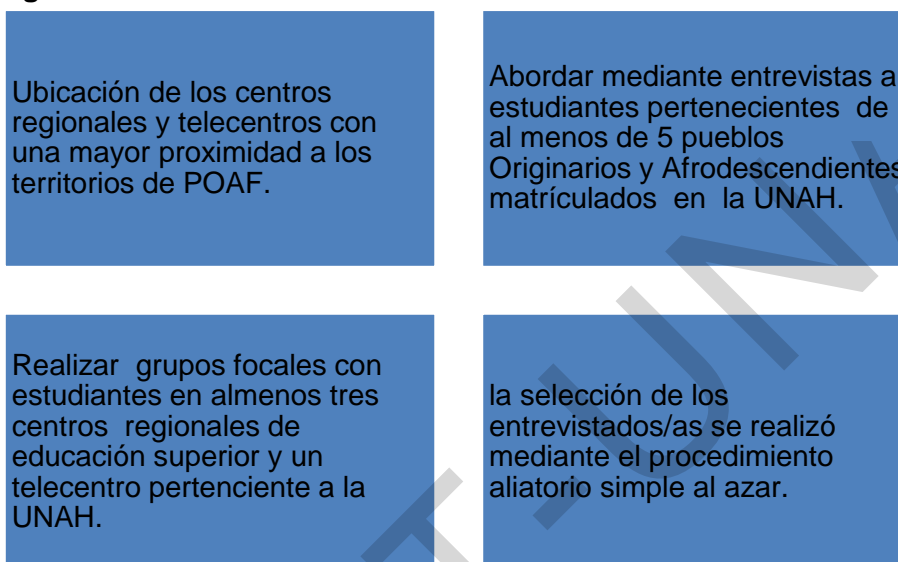 Ubicación de los centros
regionales y telecentros con
una mayor proximidad a los
territorios de POAF.
Abordar mediante entrevistas a
estudiantes pertenecientes de
al menos de 5 pueblos
Originarios y Afrodescendientes
matrículados en la UNAH.
Realizar grupos focales con
estudiantes en almenos tres
centros regionales de
educación superior y un
telecentro pertenciente a la
UNAH.
la selección de los
entrevistados/as se realizó
mediante el procedimiento
aliatorio simple al azar.